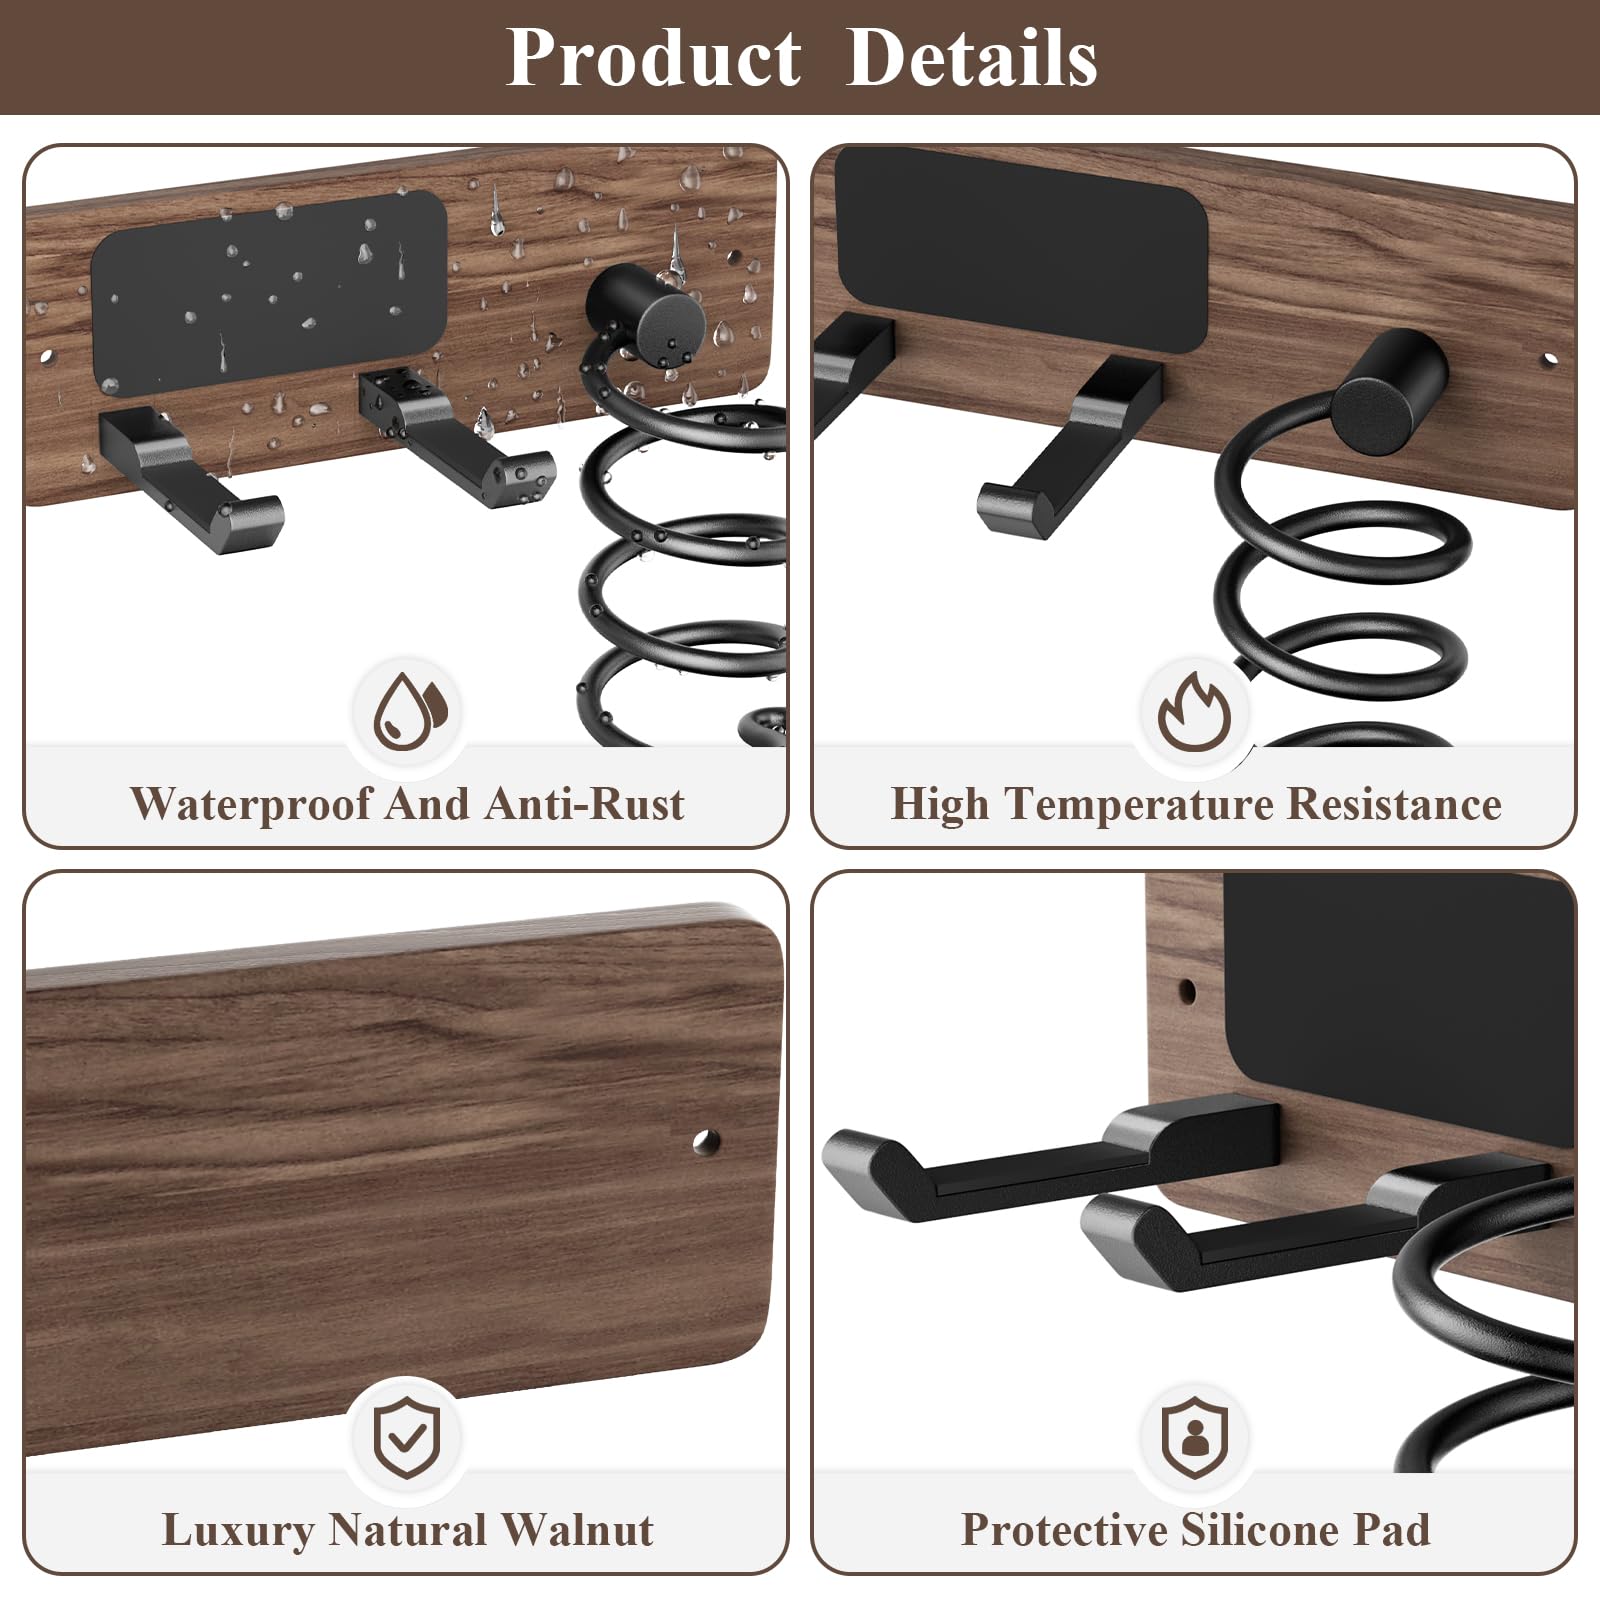 Product Details
Waterproof And Anti-Rust
High Temperature Resistance
Luxury Natural Walnut
Protective Silicone Pad